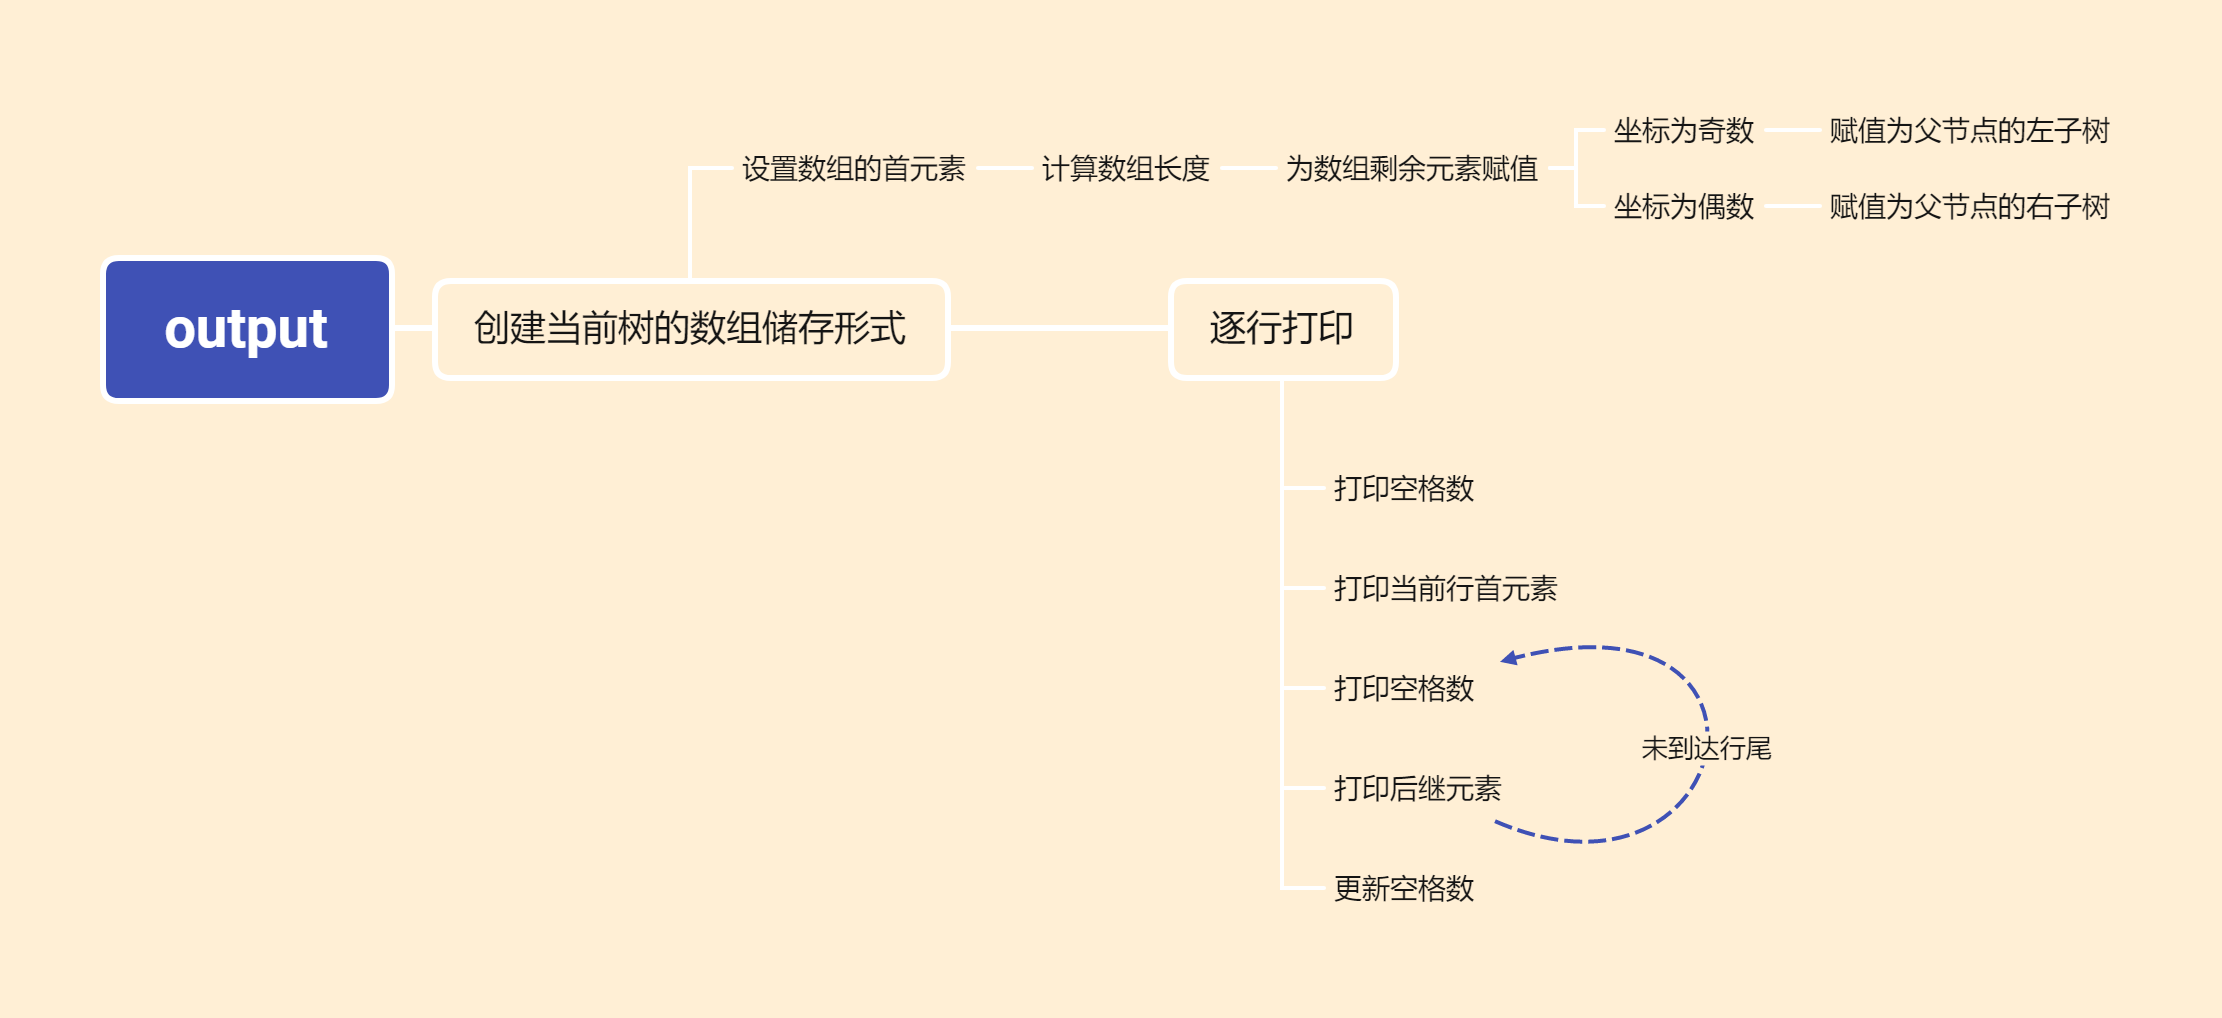 坐标为奇数
赋值为父节点的左子树
设置数组的首元素
计算数组长度
为数组剩余元素赋值
坐标为偶数
赋值为父节点的右子树
output
创建当前树的数组储存形式
逐行打印
打印空格数
打印当前行首元素
打印空格数
未到达行尾
打印后继元素
更新空格数